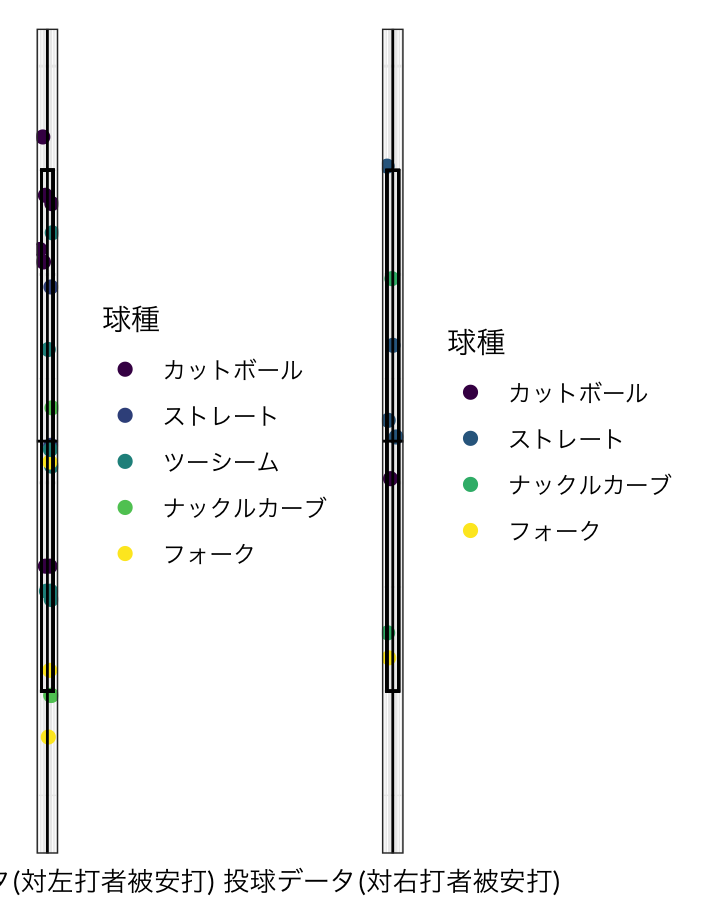 球種
カットボール
ストレート
ツーシーム
ナックルカーブ
フォーク
球種
カットボール
ストレート
ナックルカーブ
フォーク
タ(対左打者被安打) 投球データ(対右打者被安打)